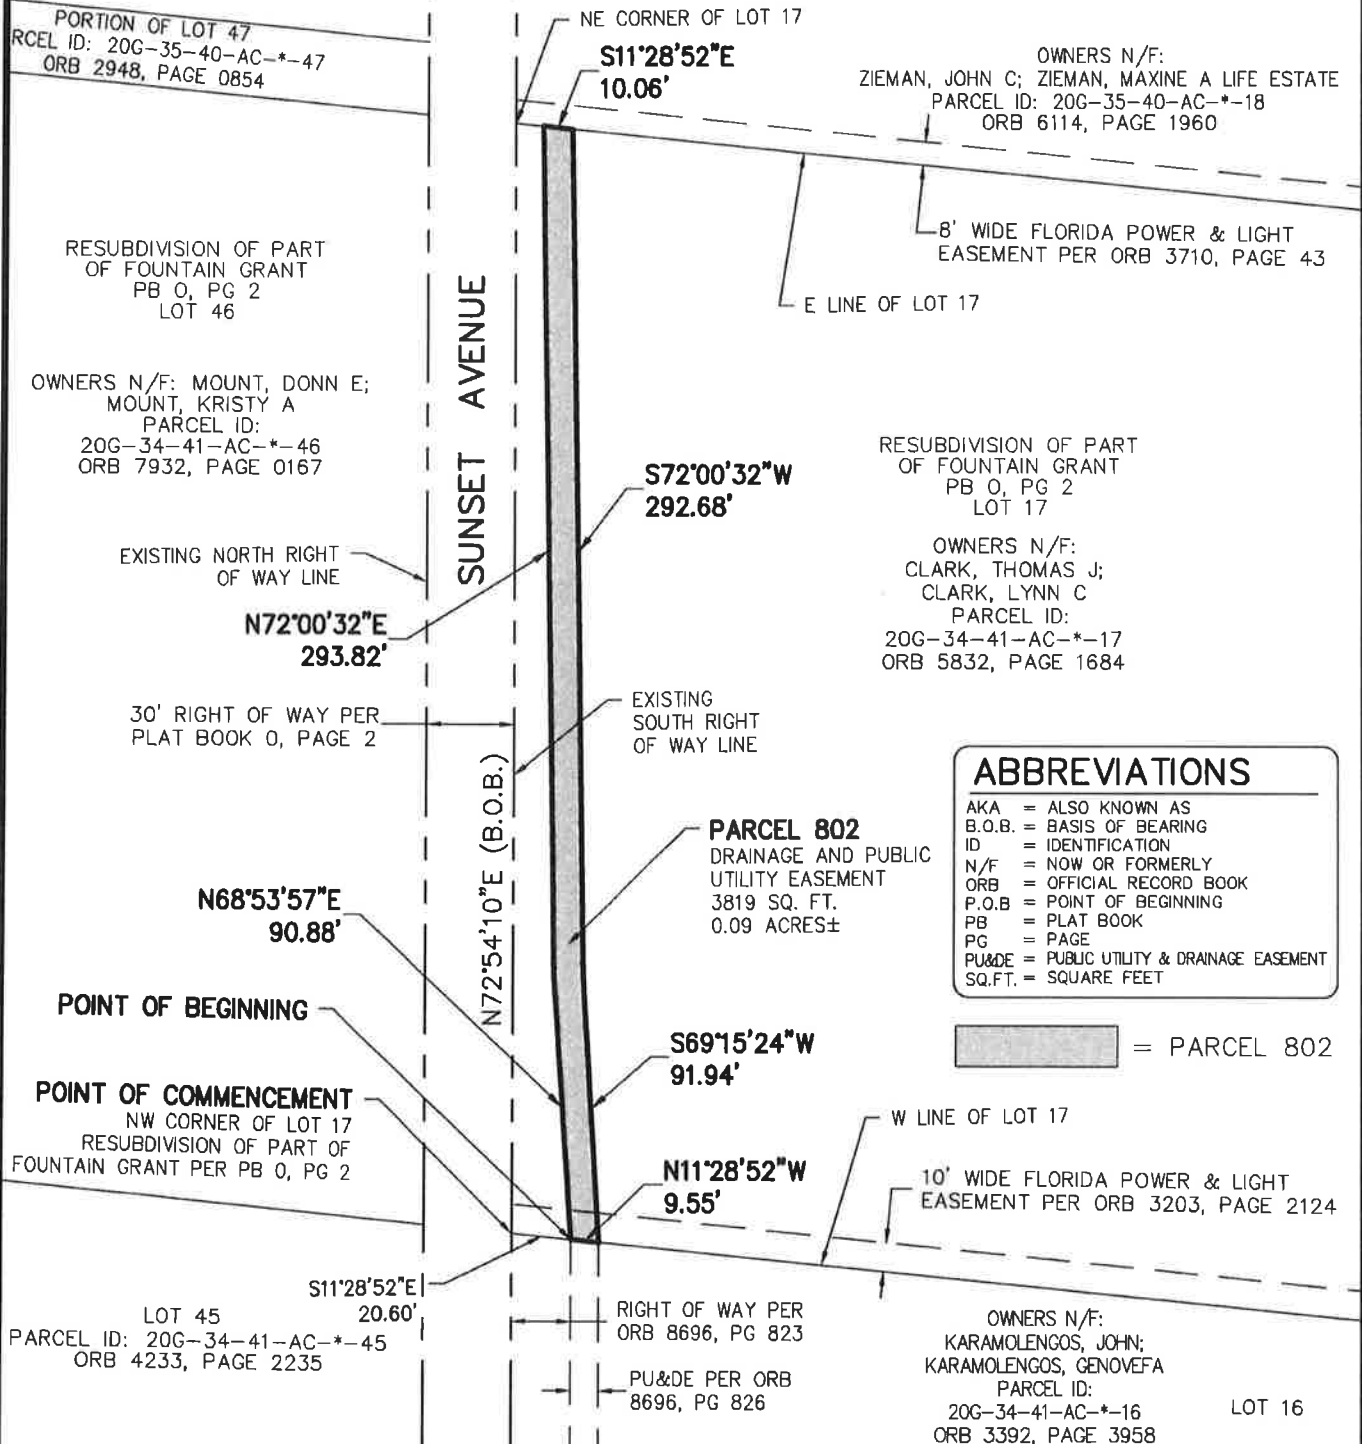 PORTION OF LOT 47
RCEL ID: 20G-35-40-AC-*-47
ORB 2948, PAGE 0854
NE CORNER OF LOT 17
S11°28'52"E
10.06'
OWNERS N/F:
ZIEMAN, JOHN C; ZIEMAN, MAXINE A LIFE ESTATE
PARCEL ID: 20G-35-40-AC-*-18
ORB 6114, PAGE 1960
8' WIDE FLORIDA POWER & LIGHT
EASEMENT PER ORB 3710, PAGE 43
E LINE OF LOT 17
RESUBDIVISION OF PART
OF FOUNTAIN GRANT
PB O, PG 2
LOT 46
OWNERS N/F: MOUNT, DONN E;
MOUNT, KRISTY A
PARCEL ID:
20G-34-41-AC-*-46
ORB 7932, PAGE 0167
SUNSET AVENUE
S72°00'32"W
292.68'
RESUBDIVISION OF PART
OF FOUNTAIN GRANT
PB O, PG 2
LOT 17
OWNERS N/F:
CLARK, THOMAS J;
CLARK, LYNN C
PARCEL ID:
20G-34-41-AC-*-17
ORB 5832, PAGE 1684
EXISTING NORTH RIGHT
OF WAY LINE
N72°00'32"E
293.82'
30' RIGHT OF WAY PER
PLAT BOOK O, PAGE 2
EXISTING
SOUTH RIGHT
OF WAY LINE
N72°54'10"E (B.O.B.)
PARCEL 802
DRAINAGE AND PUBLIC
UTILITY EASEMENT
3819 SQ. FT.
0.09 ACRES±
ABBREVIATIONS
AKA = ALSO KNOWN AS
B.O.B. = BASIS OF BEARING
ID = IDENTIFICATION
N/F = NOW OR FORMERLY
ORB = OFFICIAL RECORD BOOK
P.O.B = POINT OF BEGINNING
PB = PLAT BOOK
PG = PAGE
PU&DE = PUBLIC UTILITY & DRAINAGE EASEMENT
SQ.FT. = SQUARE FEET
= PARCEL 802
N68°53'57"E
90.88'
POINT OF BEGINNING
S69°15'24"W
91.94'
POINT OF COMMENCEMENT
NW CORNER OF LOT 17
RESUBDIVISION OF PART OF
FOUNTAIN GRANT PER PB O, PG 2
W LINE OF LOT 17
N11°28'52"W
9.55'
10' WIDE FLORIDA POWER & LIGHT
EASEMENT PER ORB 3203, PAGE 2124
S11°28'52"E
20.60'
LOT 45
PARCEL ID: 20G-34-41-AC-*-45
ORB 4233, PAGE 2235
RIGHT OF WAY PER
ORB 8696, PG 823
PU&DE PER ORB
8696, PG 826
OWNERS N/F:
KARAMOLENGOS, JOHN;
KARAMOLENGOS, GENOVEFA
PARCEL ID:
20G-34-41-AC-*-16
ORB 3392, PAGE 3958
LOT 16